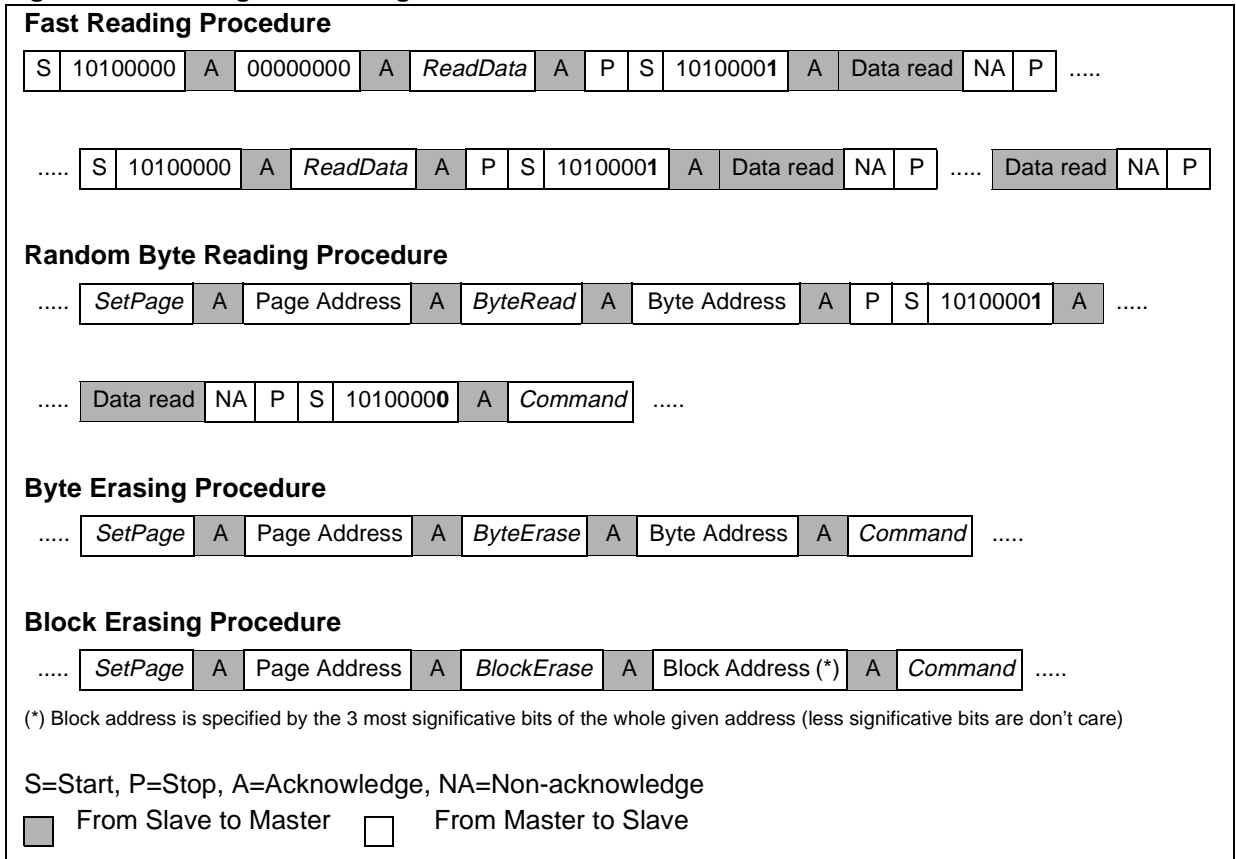 Fast Reading Procedure
S 10100000 A 00000000 A ReadData A P S 10100001 A Data read NA P .....
..... S 10100000 A ReadData A P S 10100001 A Data read NA P ..... Data read NA P
Random Byte Reading Procedure
..... SetPage A Page Address A ByteRead A Byte Address A P S 10100001 A .....
..... Data read NA P S 10100000 A Command .....
Byte Erasing Procedure
..... SetPage A Page Address A ByteErase A Byte Address A Command .....
Block Erasing Procedure
..... SetPage A Page Address A BlockErase A Block Address (*) A Command .....
(*) Block address is specified by the 3 most significative bits of the whole given address (less significative bits are don't care)
S=Start, P=Stop, A=Acknowledge, NA=Non-acknowledge
From Slave to Master From Master to Slave